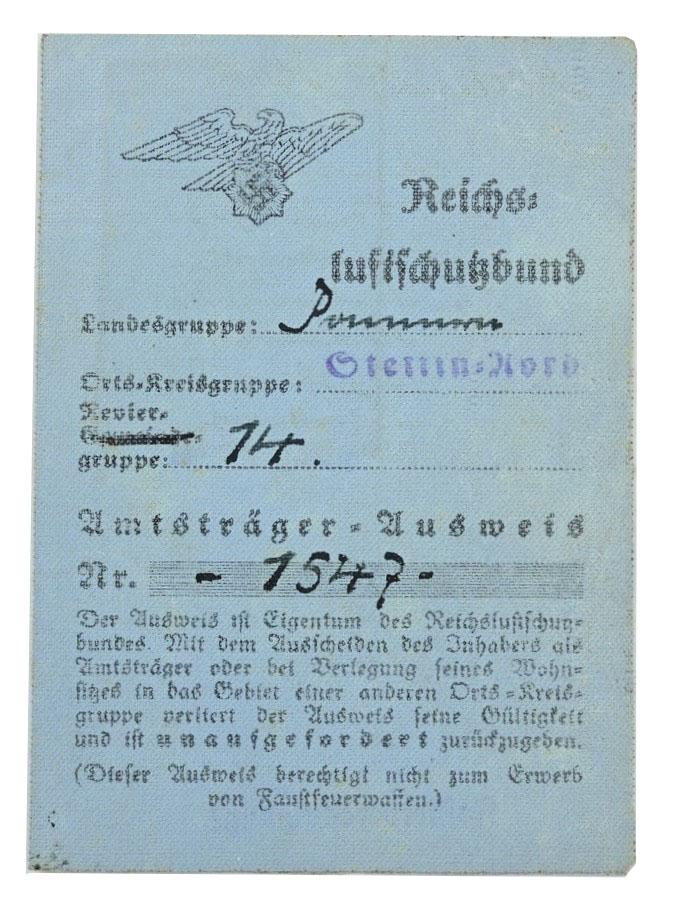 Reichs-
luftschutzbund
Landesgruppe: Pommern
Orts-Kreisgruppe: Stettin-Nord
Revier-
Gemeinde-
gruppe: 14.
Amtsträger-Ausweis
Nr. - 1547 -
Der Ausweis ist Eigentum des Reichsluftschutz-
bundes. Mit dem Ausscheiden des Inhabers als
Amtsträger oder bei Verlegung seines Wohn-
sitzes in das Gebiet einer anderen Orts-Kreis-
gruppe verliert der Ausweis seine Gültigkeit
und ist unaufgefordert zurückzugeben.
(Dieser Ausweis berechtigt nicht zum Erwerb
von Faustfeuerwaffen.)